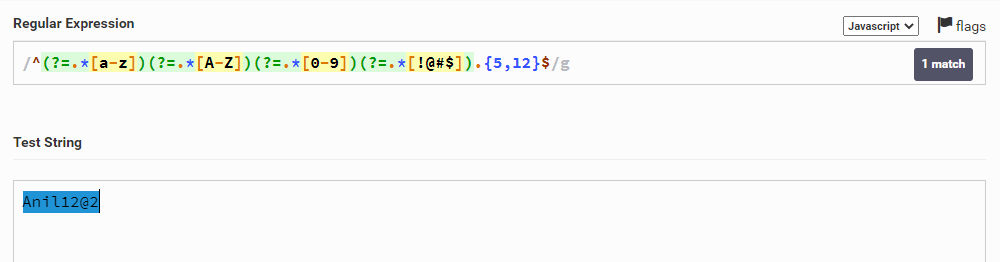 Regular Expression
Javascript flags
/^(?=.*[a-z])(?=.*[A-Z])(?=.*[0-9])(?=.*[!@#$]).{5,12}$/g
1 match
Test String
Anil12@2